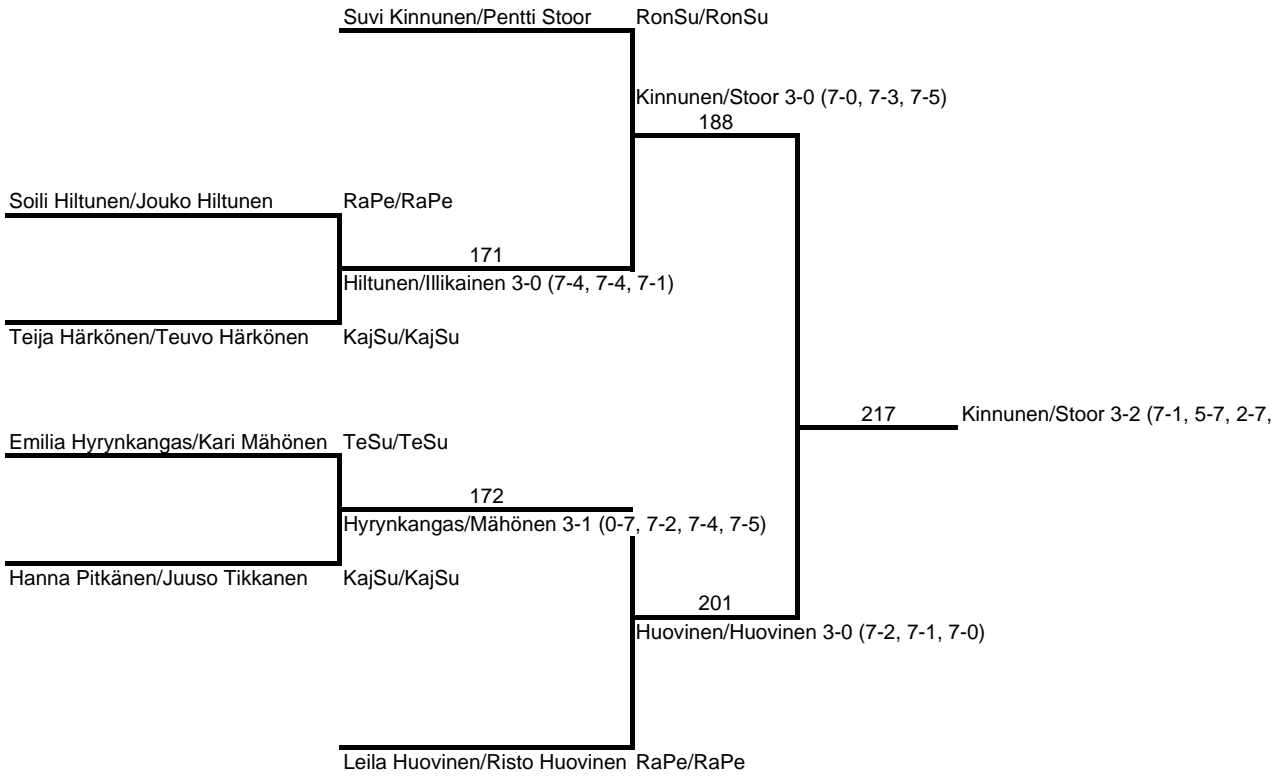 Suvi Kinnunen/Pentti Stoor RonSu/RonSu
Kinnunen/Stoor 3-0 (7-0, 7-3, 7-5)
188
Soili Hiltunen/Jouko Hiltunen RaPe/RaPe
171
Hiltunen/Illikainen 3-0 (7-4, 7-4, 7-1)
Teija Härkönen/Teuvo Härkönen KajSu/KajSu
217 Kinnunen/Stoor 3-2 (7-1, 5-7, 2-7,
Emilia Hyrynkangas/Kari Mähönen TeSu/TeSu
172
Hyrynkangas/Mähönen 3-1 (0-7, 7-2, 7-4, 7-5)
Hanna Pitkänen/Juuso Tikkanen KajSu/KajSu
201
Huovinen/Huovinen 3-0 (7-2, 7-1, 7-0)
Leila Huovinen/Risto Huovinen RaPe/RaPe